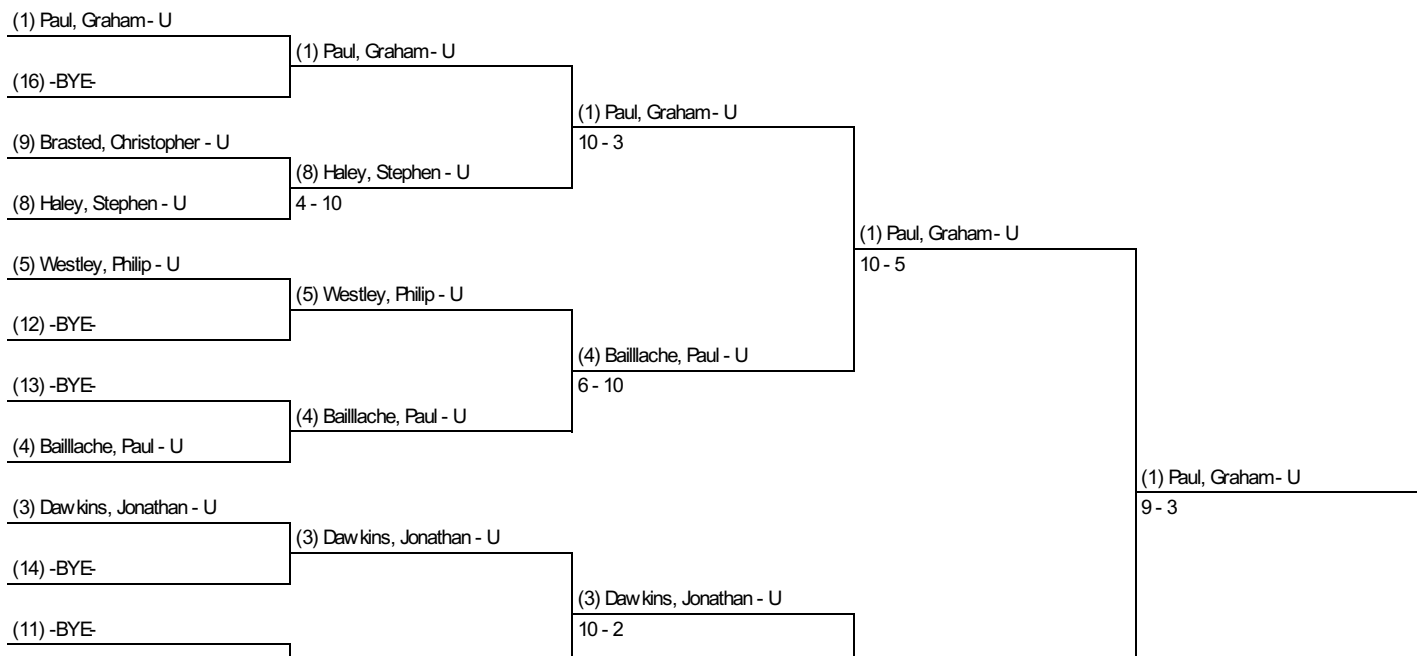 (1) Paul, Graham - U
(1) Paul, Graham - U
(16) -BYE-
(1) Paul, Graham - U
(9) Brasted, Christopher - U
10 - 3
(8) Haley, Stephen - U
(8) Haley, Stephen - U
4 - 10
(1) Paul, Graham - U
(5) Westley, Philip - U
10 - 5
(5) Westley, Philip - U
(12) -BYE-
(4) Bailllache, Paul - U
(13) -BYE-
6 - 10
(4) Bailllache, Paul - U
(4) Bailllache, Paul - U
(1) Paul, Graham - U
(3) Dawkins, Jonathan - U
9 - 3
(3) Dawkins, Jonathan - U
(14) -BYE-
(3) Dawkins, Jonathan - U
(11) -BYE-
10 - 2